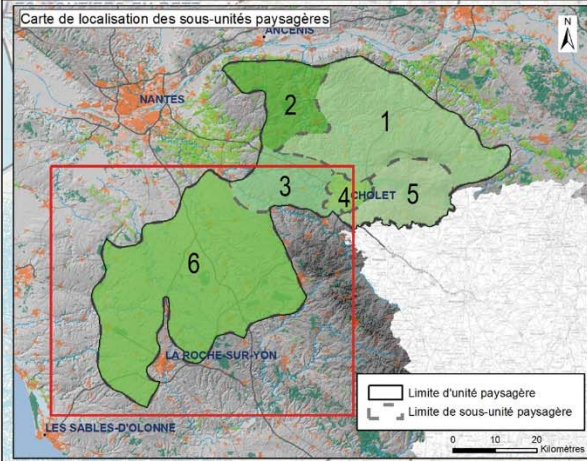 Carte de localisation des sous-unités paysagères
ANCENIS
N
NANTES
2
1
3
4
CHOLET
5
6
LA ROCHE-SUR-YON
LES SABLES-D'OLONNE
Limite d'unité paysagère
Limite de sous-unité paysagère
0 10 20
Kilomètres